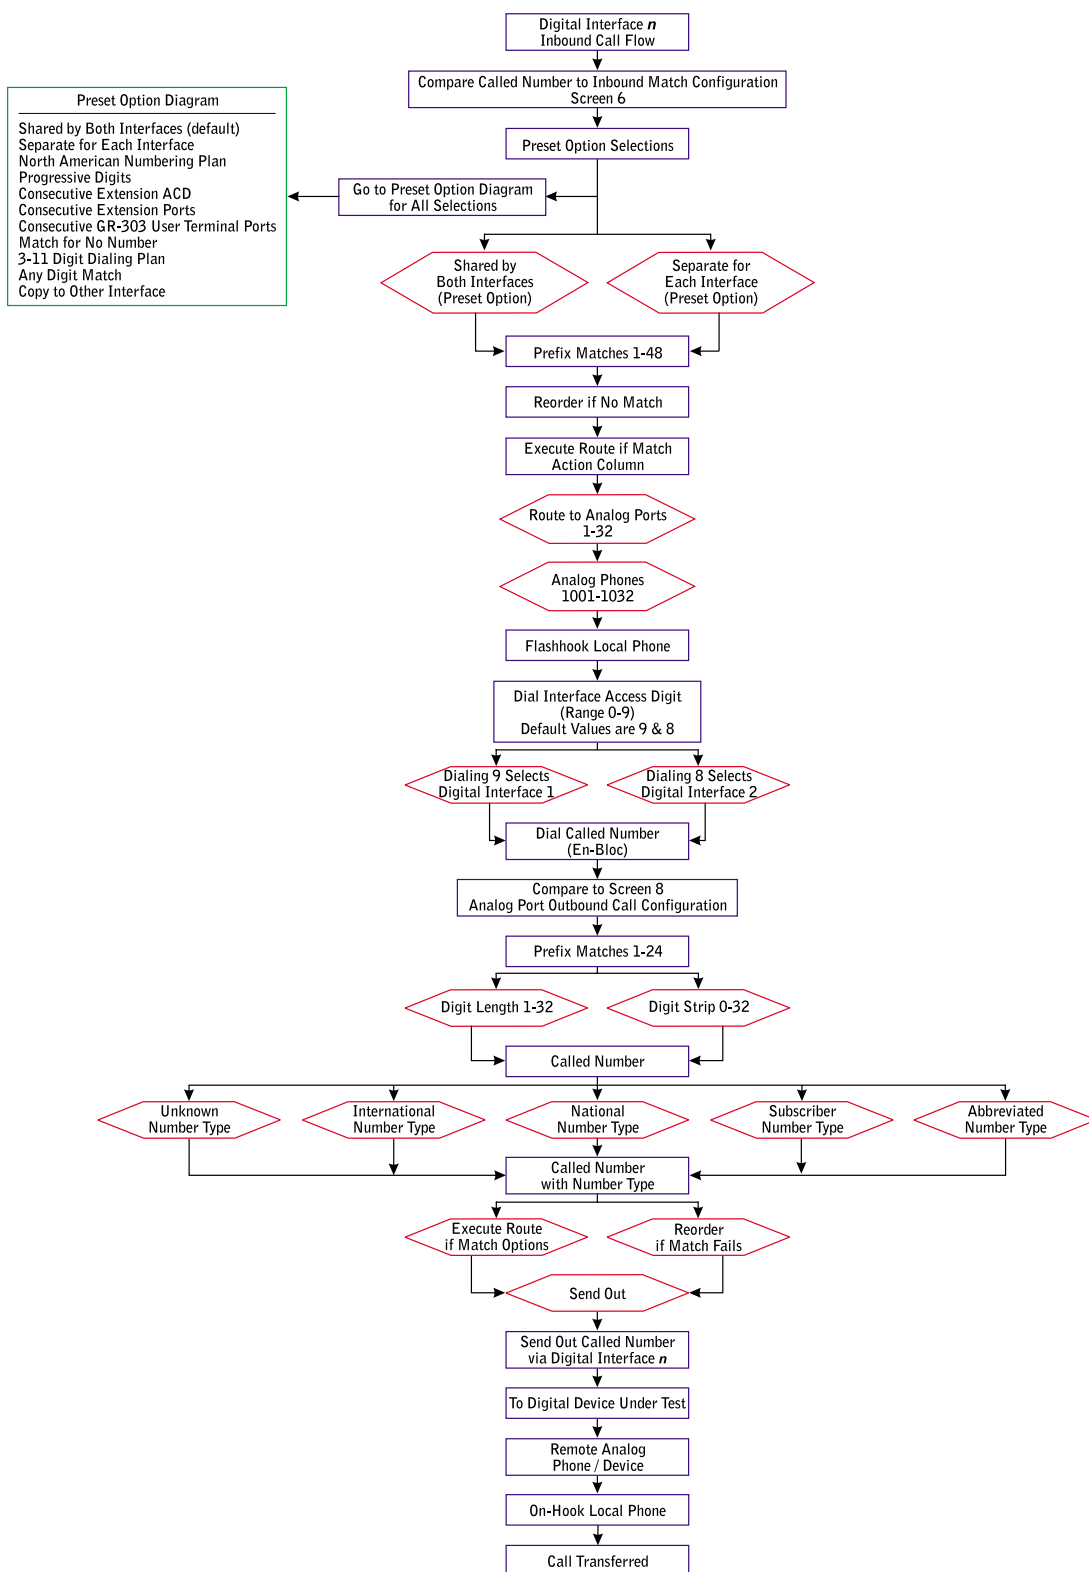 Digital Interface n
Inbound Call Flow
Compare Called Number to Inbound Match Configuration
Screen 6
Preset Option Selections
Preset Option Diagram
Shared by Both Interfaces (default)
Separate for Each Interface
North American Numbering Plan
Progressive Digits
Consecutive Extension ACD
Consecutive Extension Ports
Consecutive GR-303 User Terminal Ports
Match for No Number
3-11 Digit Dialing Plan
Any Digit Match
Copy to Other Interface
Go to Preset Option Diagram
for All Selections
Shared by
Both Interfaces
(Preset Option)
Separate for
Each Interface
(Preset Option)
Prefix Matches 1-48
Reorder if No Match
Execute Route if Match
Action Column
Route to Analog Ports
1-32
Analog Phones
1001-1032
Flashhook Local Phone
Dial Interface Access Digit
(Range 0-9)
Default Values are 9 & 8
Dialing 9 Selects
Digital Interface 1
Dialing 8 Selects
Digital Interface 2
Dial Called Number
(En-Bloc)
Compare to Screen 8
Analog Port Outbound Call Configuration
Prefix Matches 1-24
Digit Length 1-32
Digit Strip 0-32
Called Number
Unknown
Number Type
International
Number Type
National
Number Type
Subscriber
Number Type
Abbreviated
Number Type
Called Number
with Number Type
Execute Route
if Match Options
Reorder
if Match Fails
Send Out
Send Out Called Number
via Digital Interface n
To Digital Device Under Test
Remote Analog
Phone / Device
On-Hook Local Phone
Call Transferred